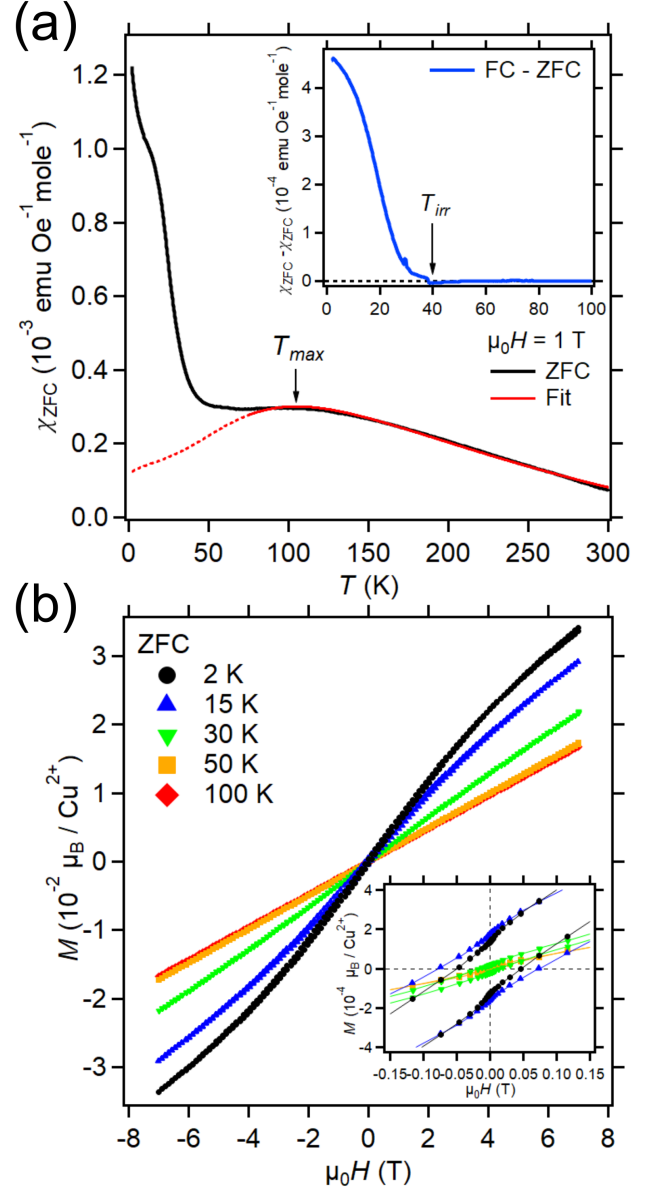 (a)
1.2
1.0
0.8
0.6
0.4
0.2
0.0
χZFC (10⁻³ emu Oe⁻¹mole⁻¹)
0 50 100 150 200 250 300
T (K)
Tmax
4
3
2
1
0
χZFC -χZFC (10⁻⁴ emu Oe⁻¹ mole⁻¹)
FC - ZFC
Tirr
0 20 40 60 80 100
μ₀H = 1 T
ZFC
Fit
(b)
ZFC
2 K
15 K
30 K
50 K
100 K
3
2
1
0
-1
-2
-3
M (10⁻² μB / Cu²⁺)
-8 -6 -4 -2 0 2 4 6 8
μ₀H (T)
4
2
0
-2
-4
M (10⁻⁴ μB / Cu²⁺)
-0.15 -0.10 -0.05 0.00 0.05 0.10 0.15
μ₀H (T)